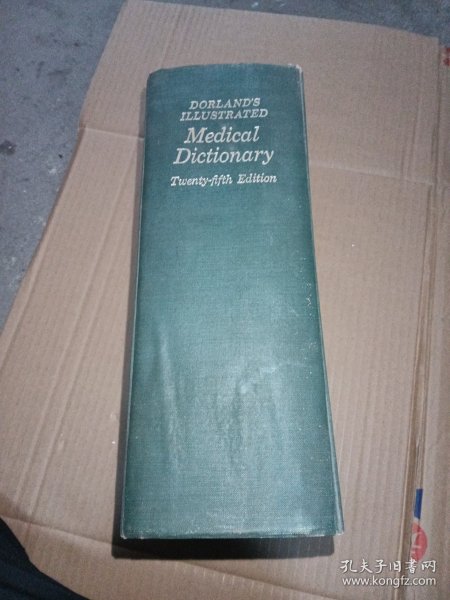 DORLAND'S
ILLUSTRATED
Medical
Dictionary
Twenty-fifth Edition
孔夫子旧书网
www.kongfz.com